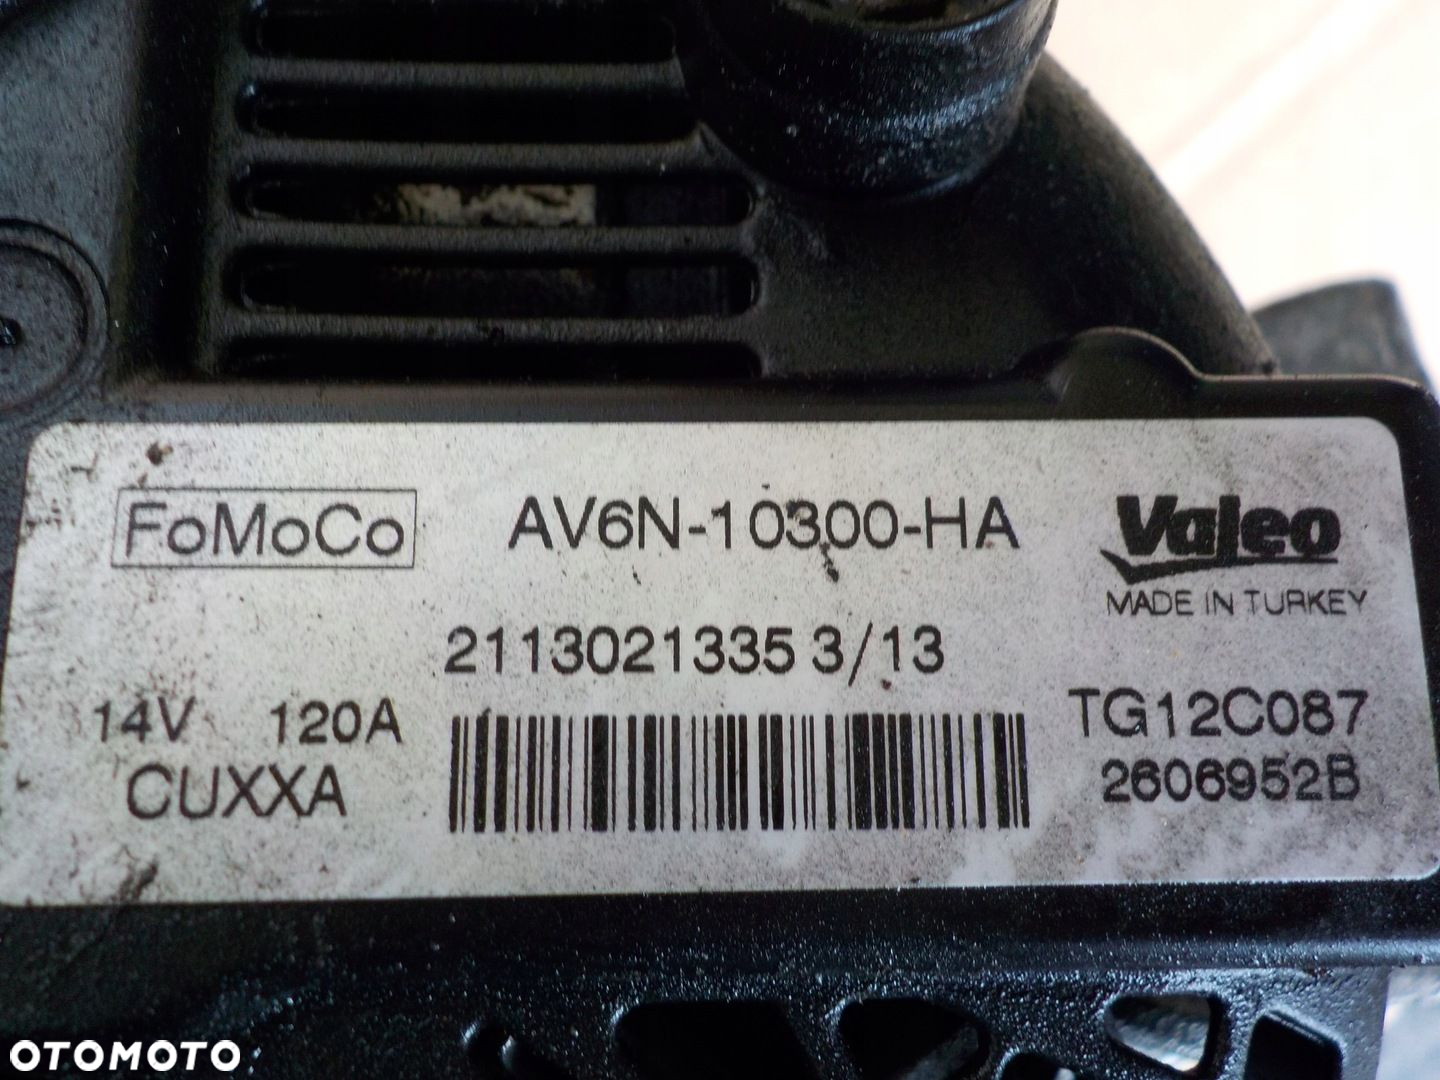 FoMoCo
AV6N-10300-HA
Valeo
MADE IN TURKEY
2113021335 3/13
14V 120A
CUXXA
TG12C087
2606952B
OTOMOTO